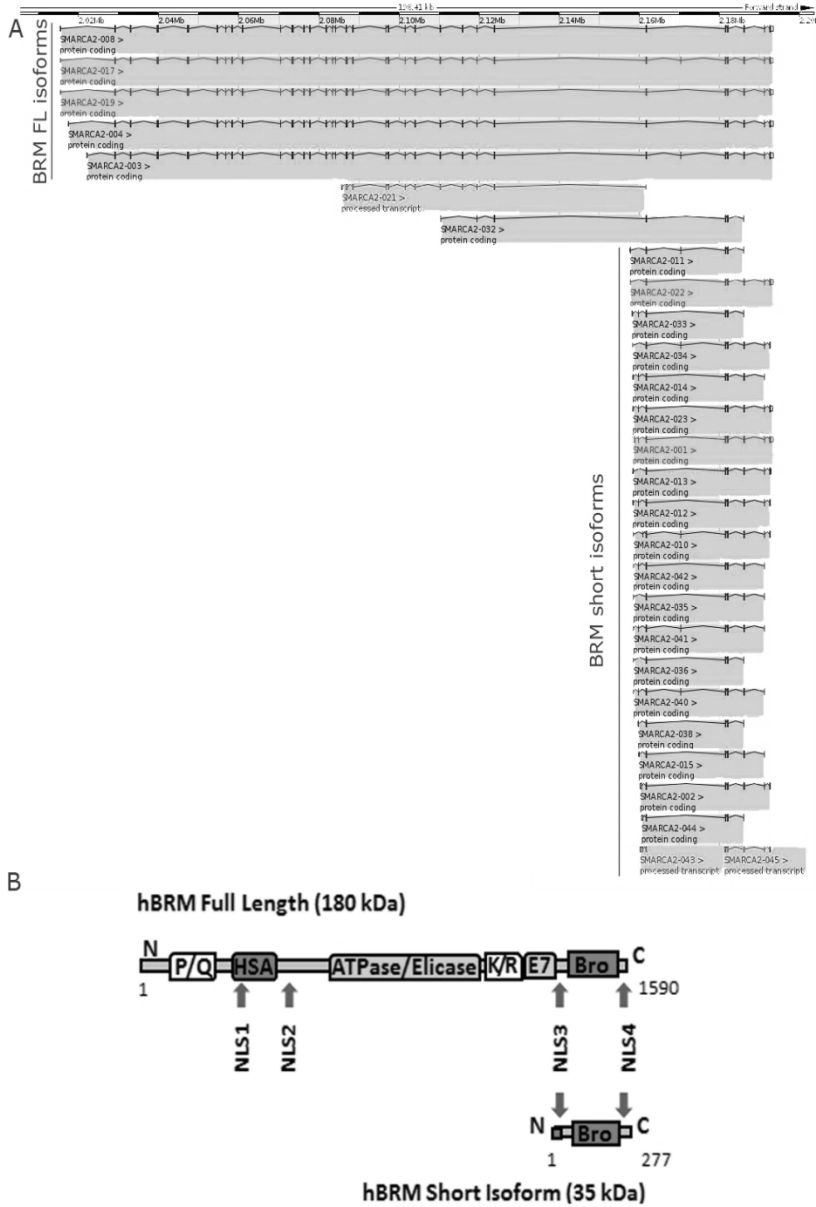 A
198.41 kb
Forward strand
2.02Mb 2.04Mb 2.06Mb 2.08Mb 2.10Mb 2.12Mb 2.14Mb 2.16Mb 2.18Mb
BRM FL isoforms
SMARCA2-008 >
protein coding
SMARCA2-017 >
protein coding
SMARCA2-019 >
protein coding
SMARCA2-004 >
protein coding
SMARCA2-003 >
protein coding
SMARCA2-021 >
processed transcript
SMARCA2-032 >
protein coding
BRM short isoforms
SMARCA2-011 >
protein coding
SMARCA2-022 >
protein coding
SMARCA2-033 >
protein coding
SMARCA2-034 >
protein coding
SMARCA2-014 >
protein coding
SMARCA2-023 >
protein coding
SMARCA2-001 >
protein coding
SMARCA2-013 >
protein coding
SMARCA2-012 >
protein coding
SMARCA2-010 >
protein coding
SMARCA2-042 >
protein coding
SMARCA2-035 >
protein coding
SMARCA2-041 >
protein coding
SMARCA2-036 >
protein coding
SMARCA2-040 >
protein coding
SMARCA2-038 >
protein coding
SMARCA2-015 >
protein coding
SMARCA2-002 >
protein coding
SMARCA2-044 >
protein coding
SMARCA2-043 > SMARCA2-045 >
processed transcript processed transcript
B
hBRM Full Length (180 kDa)
N P/Q HSA ATPase/Elicase K/R E7 Bro C
1 1590
NLS1 NLS2 NLS3 NLS4
N Bro C
1 277
hBRM Short Isoform (35 kDa)